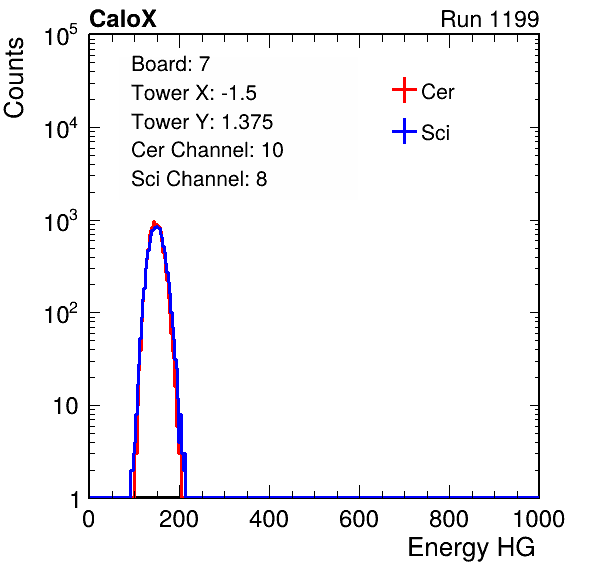 CaloX Run 1199
Board: 7
Tower X: -1.5
Tower Y: 1.375
Cer Channel: 10
Sci Channel: 8
Cer
Sci
Counts
10^5
10^4
10^3
10^2
10
1
0 200 400 600 800 1000
Energy HG